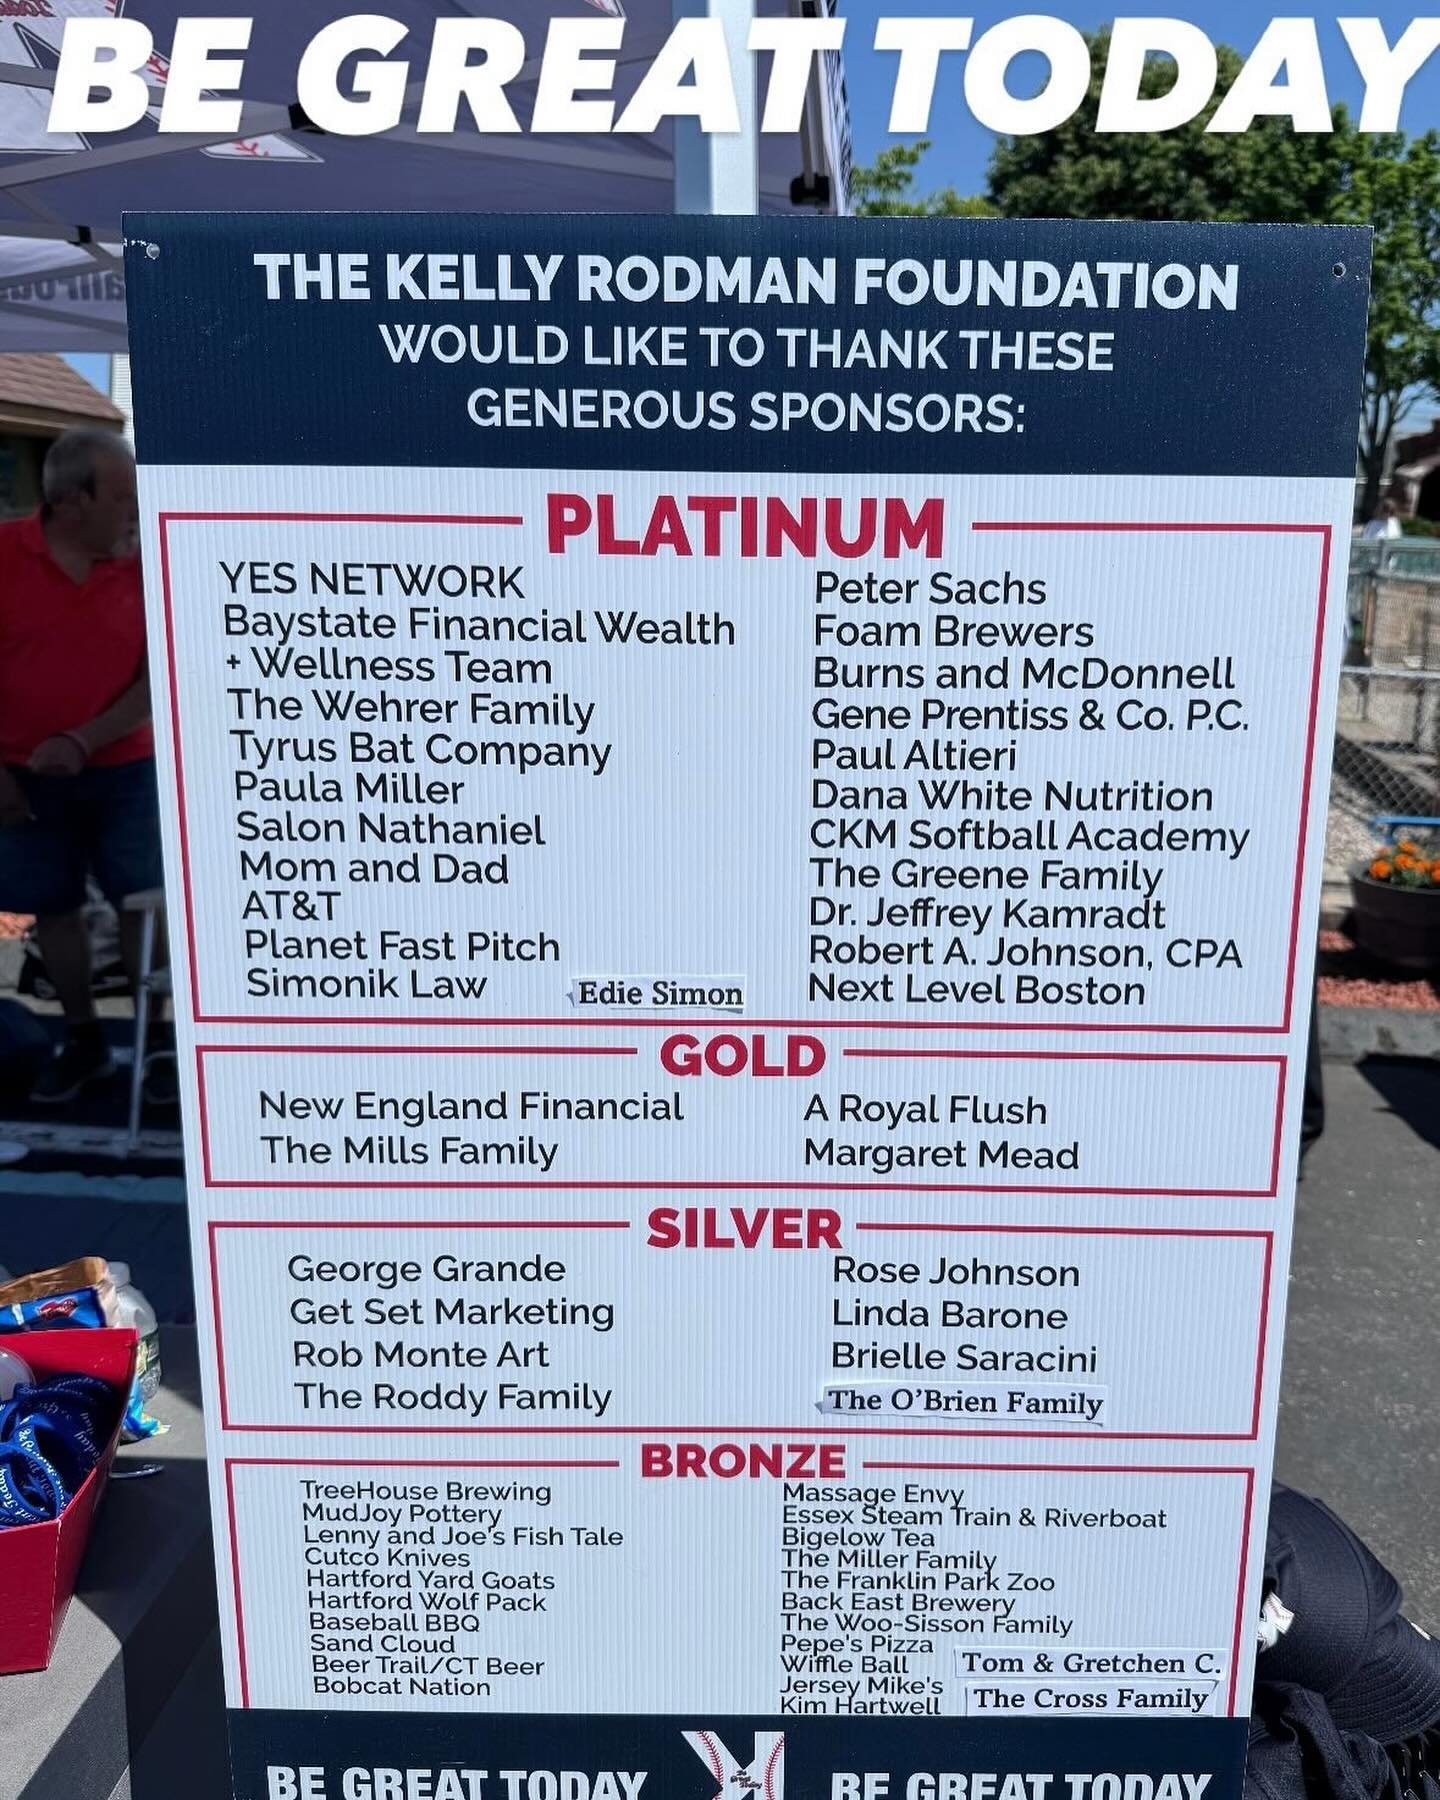 BE GREAT TODAY
THE KELLY RODMAN FOUNDATION
WOULD LIKE TO THANK THESE
GENEROUS SPONSORS:
PLATINUM
YES NETWORK
Baystate Financial Wealth
+ Wellness Team
The Wehrer Family
Tyrus Bat Company
Paula Miller
Salon Nathaniel
Mom and Dad
AT&T
Planet Fast Pitch
Simonik Law
Edie Simon
Peter Sachs
Foam Brewers
Burns and McDonnell
Gene Prentiss & Co. P.C.
Paul Altieri
Dana White Nutrition
CKM Softball Academy
The Greene Family
Dr. Jeffrey Kamradt
Robert A. Johnson, CPA
Next Level Boston
GOLD
New England Financial
The Mills Family
A Royal Flush
Margaret Mead
SILVER
George Grande
Get Set Marketing
Rob Monte Art
The Roddy Family
Rose Johnson
Linda Barone
Brielle Saracini
The O'Brien Family
BRONZE
TreeHouse Brewing
MudJoy Pottery
Lenny and Joe's Fish Tale
Cutco Knives
Hartford Yard Goats
Hartford Wolf Pack
Baseball BBQ
Sand Cloud
Beer Trail/CT Beer
Bobcat Nation
Massage Envy
Essex Steam Train & Riverboat
Bigelow Tea
The Miller Family
The Franklin Park Zoo
Back East Brewery
The Woo-Sisson Family
Pepe's Pizza
Wiffle Ball
Jersey Mike's
Kim Hartwell
Tom & Gretchen C.
The Cross Family
BE GREAT TODAY
Be Great Today
BE GREAT TODAY